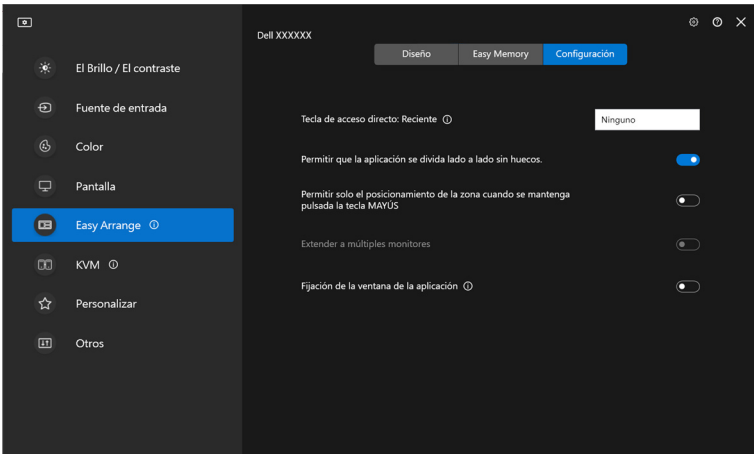 Dell XXXXXX
Diseño
Easy Memory
Configuración
El Brillo / El contraste
Fuente de entrada
Color
Pantalla
Easy Arrange
KVM
Personalizar
Otros
Tecla de acceso directo: Reciente
Ninguno
Permitir que la aplicación se divida lado a lado sin huecos.
Permitir solo el posicionamiento de la zona cuando se mantenga
pulsada la tecla MAYÚS
Extender a múltiples monitores
Fijación de la ventana de la aplicación